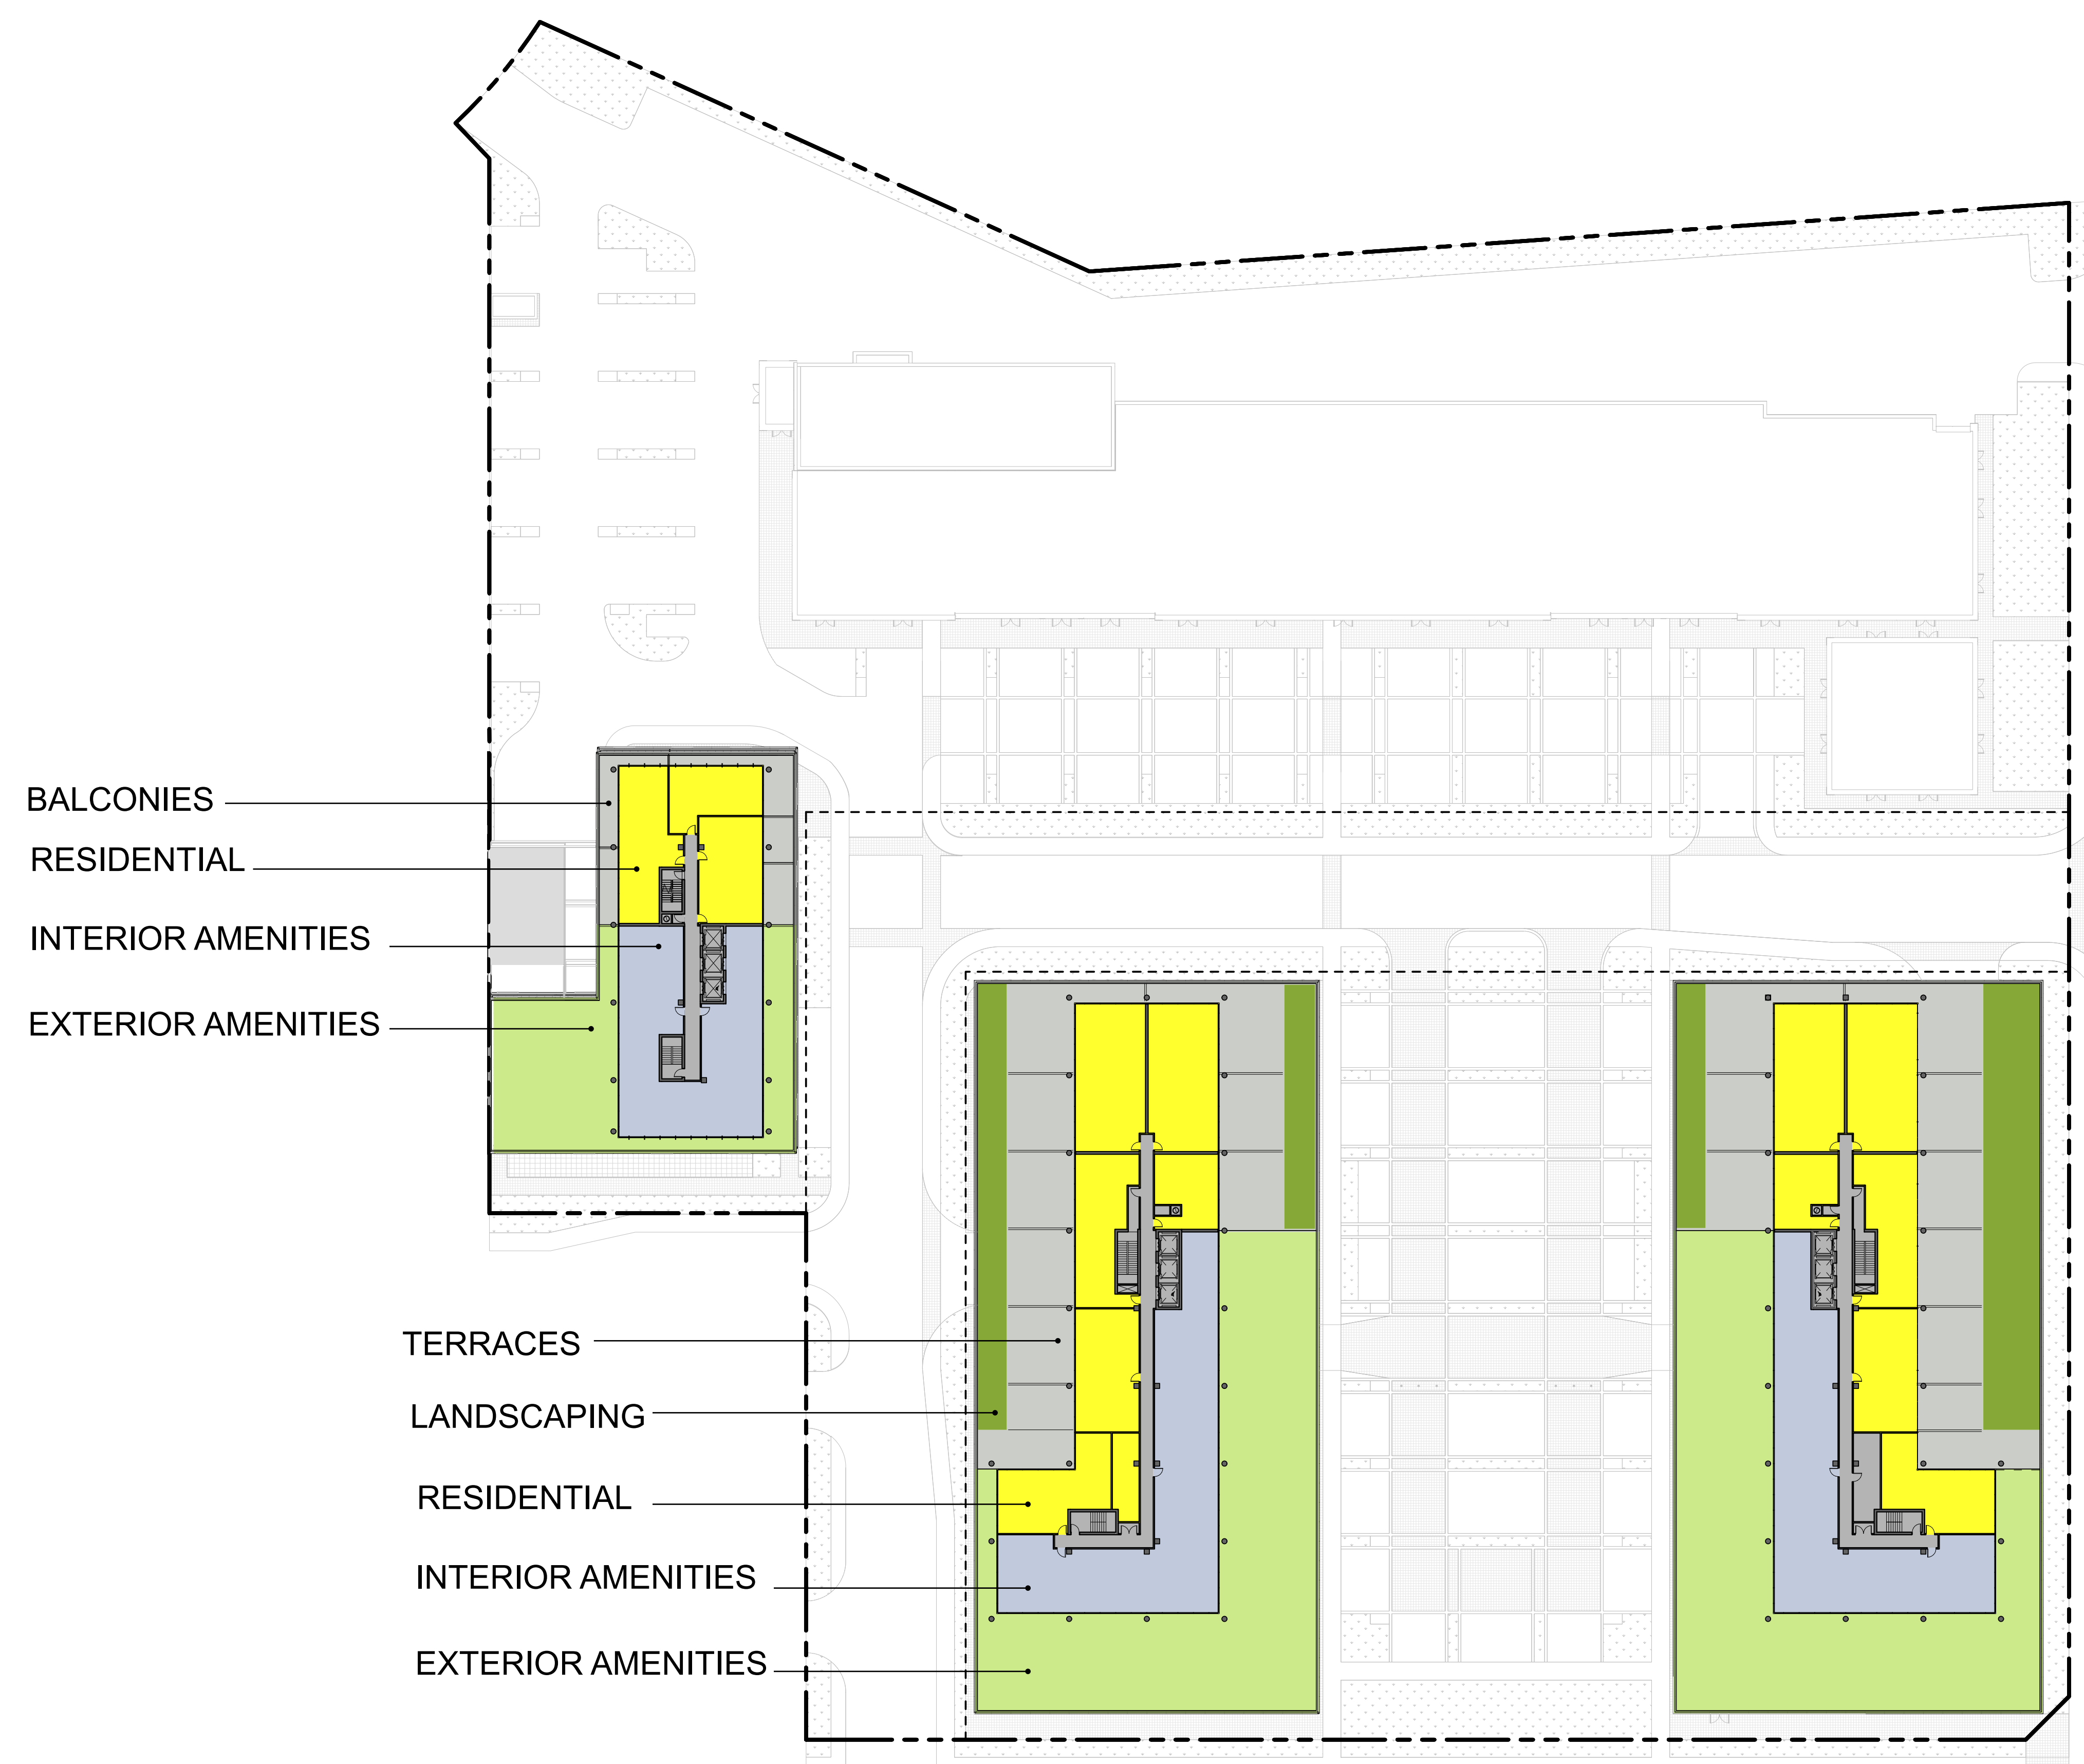 BALCONIES
RESIDENTIAL
INTERIOR AMENITIES
EXTERIOR AMENITIES
TERRACES
LANDSCAPING
RESIDENTIAL
INTERIOR AMENITIES
EXTERIOR AMENITIES